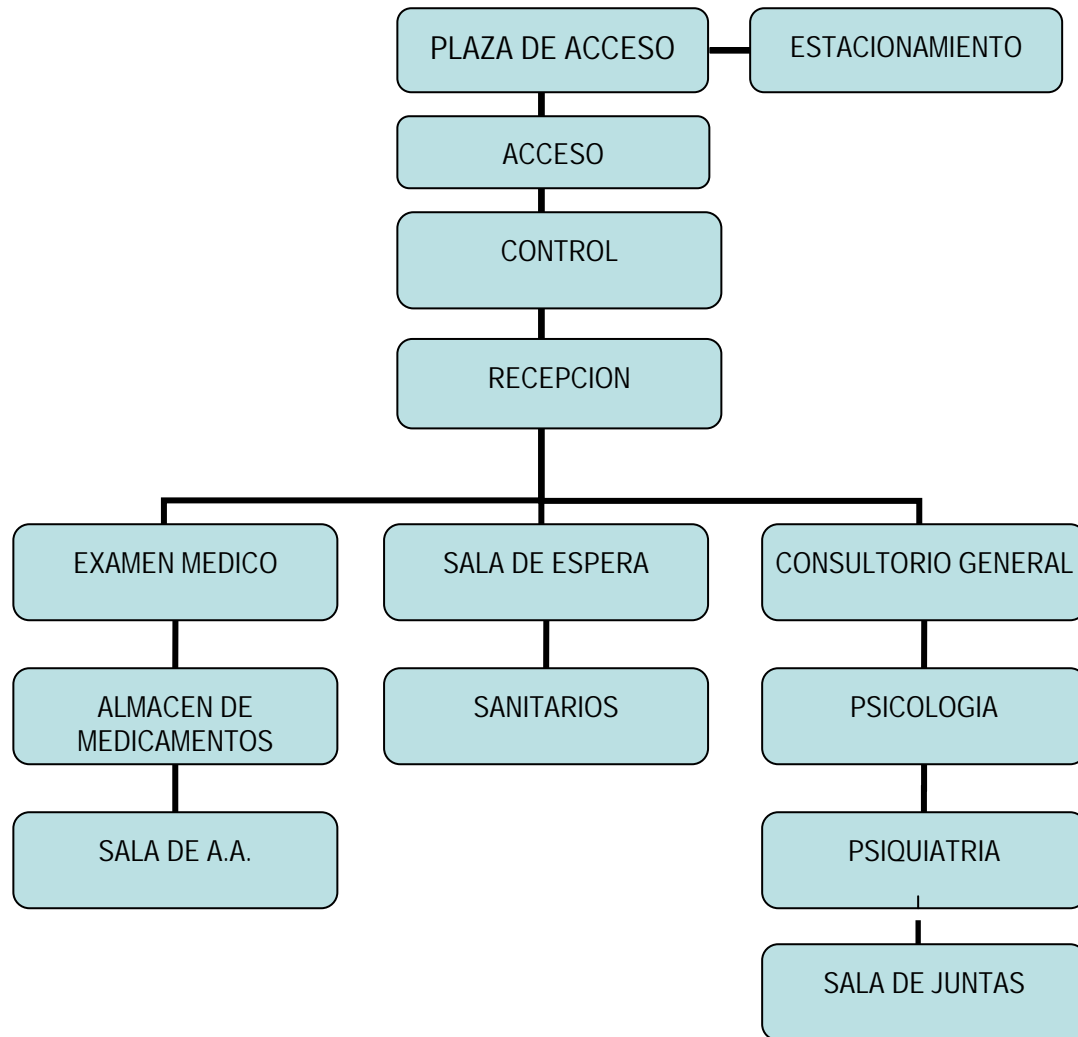 PLAZA DE ACCESO
ESTACIONAMIENTO
ACCESO
CONTROL
RECEPCION
EXAMEN MEDICO
SALA DE ESPERA
CONSULTORIO GENERAL
ALMACEN DE
MEDICAMENTOS
SANITARIOS
PSICOLOGIA
SALA DE A.A.
PSIQUIATRIA
SALA DE JUNTAS